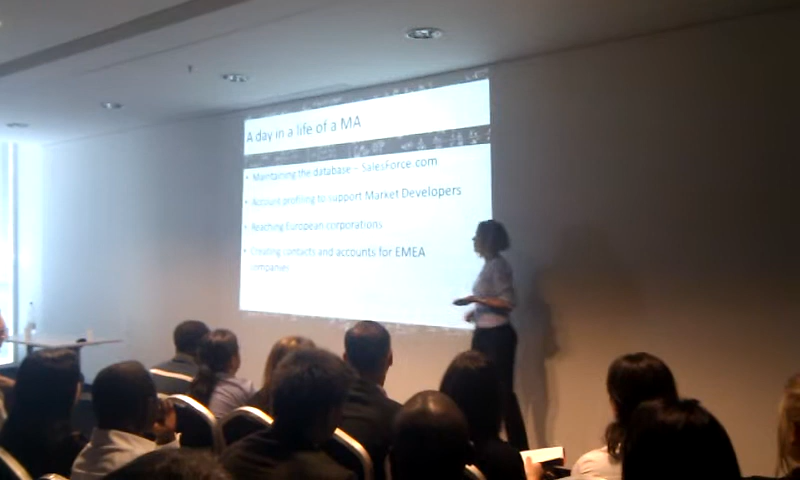 A day in a life of a MA
• Maintaining the database – SalesForce.com
• Account profiling to support Market Developers
• Reaching European corporations
• Creating contacts and accounts for EMEA
companies